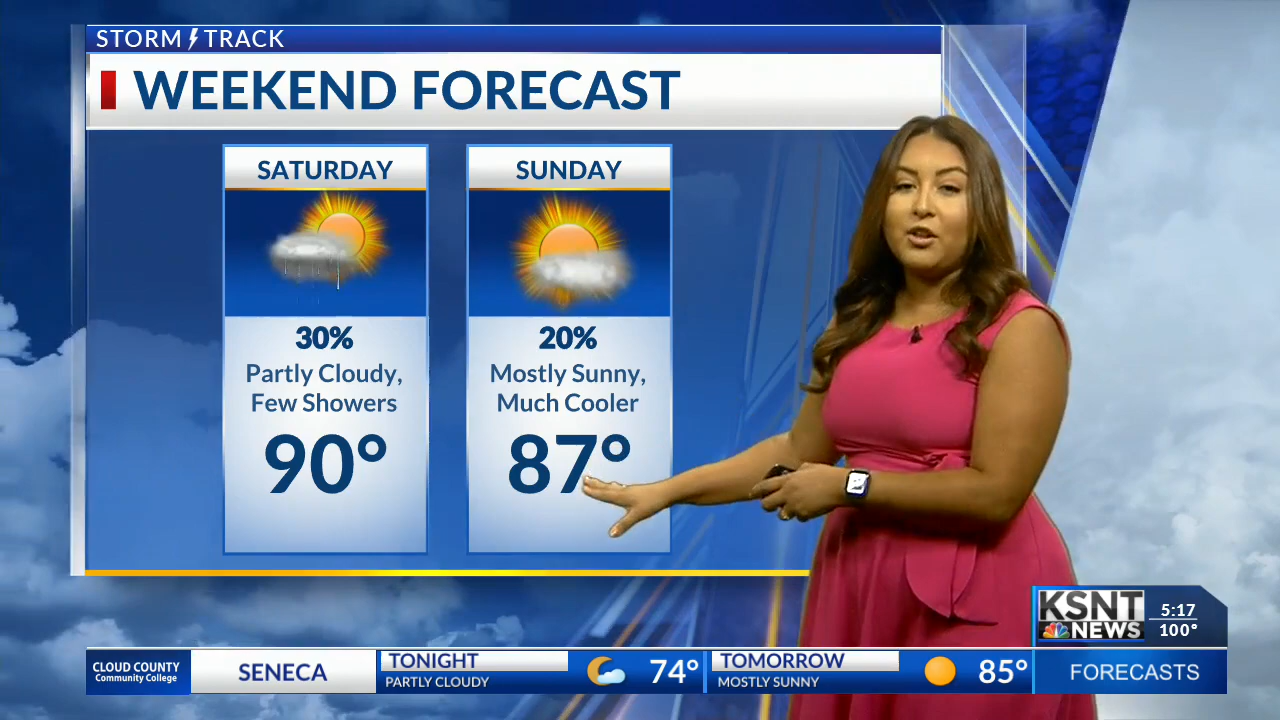 STORM TRACK
WEEKEND FORECAST
SATURDAY
30%
Partly Cloudy,
Few Showers
90°
SUNDAY
20%
Mostly Sunny,
Much Cooler
87°
KSNT
NEWS
5:17
100°
CLOUD COUNTY
Community College
SENECA
TONIGHT
PARTLY CLOUDY
74°
TOMORROW
MOSTLY SUNNY
85°
FORECASTS